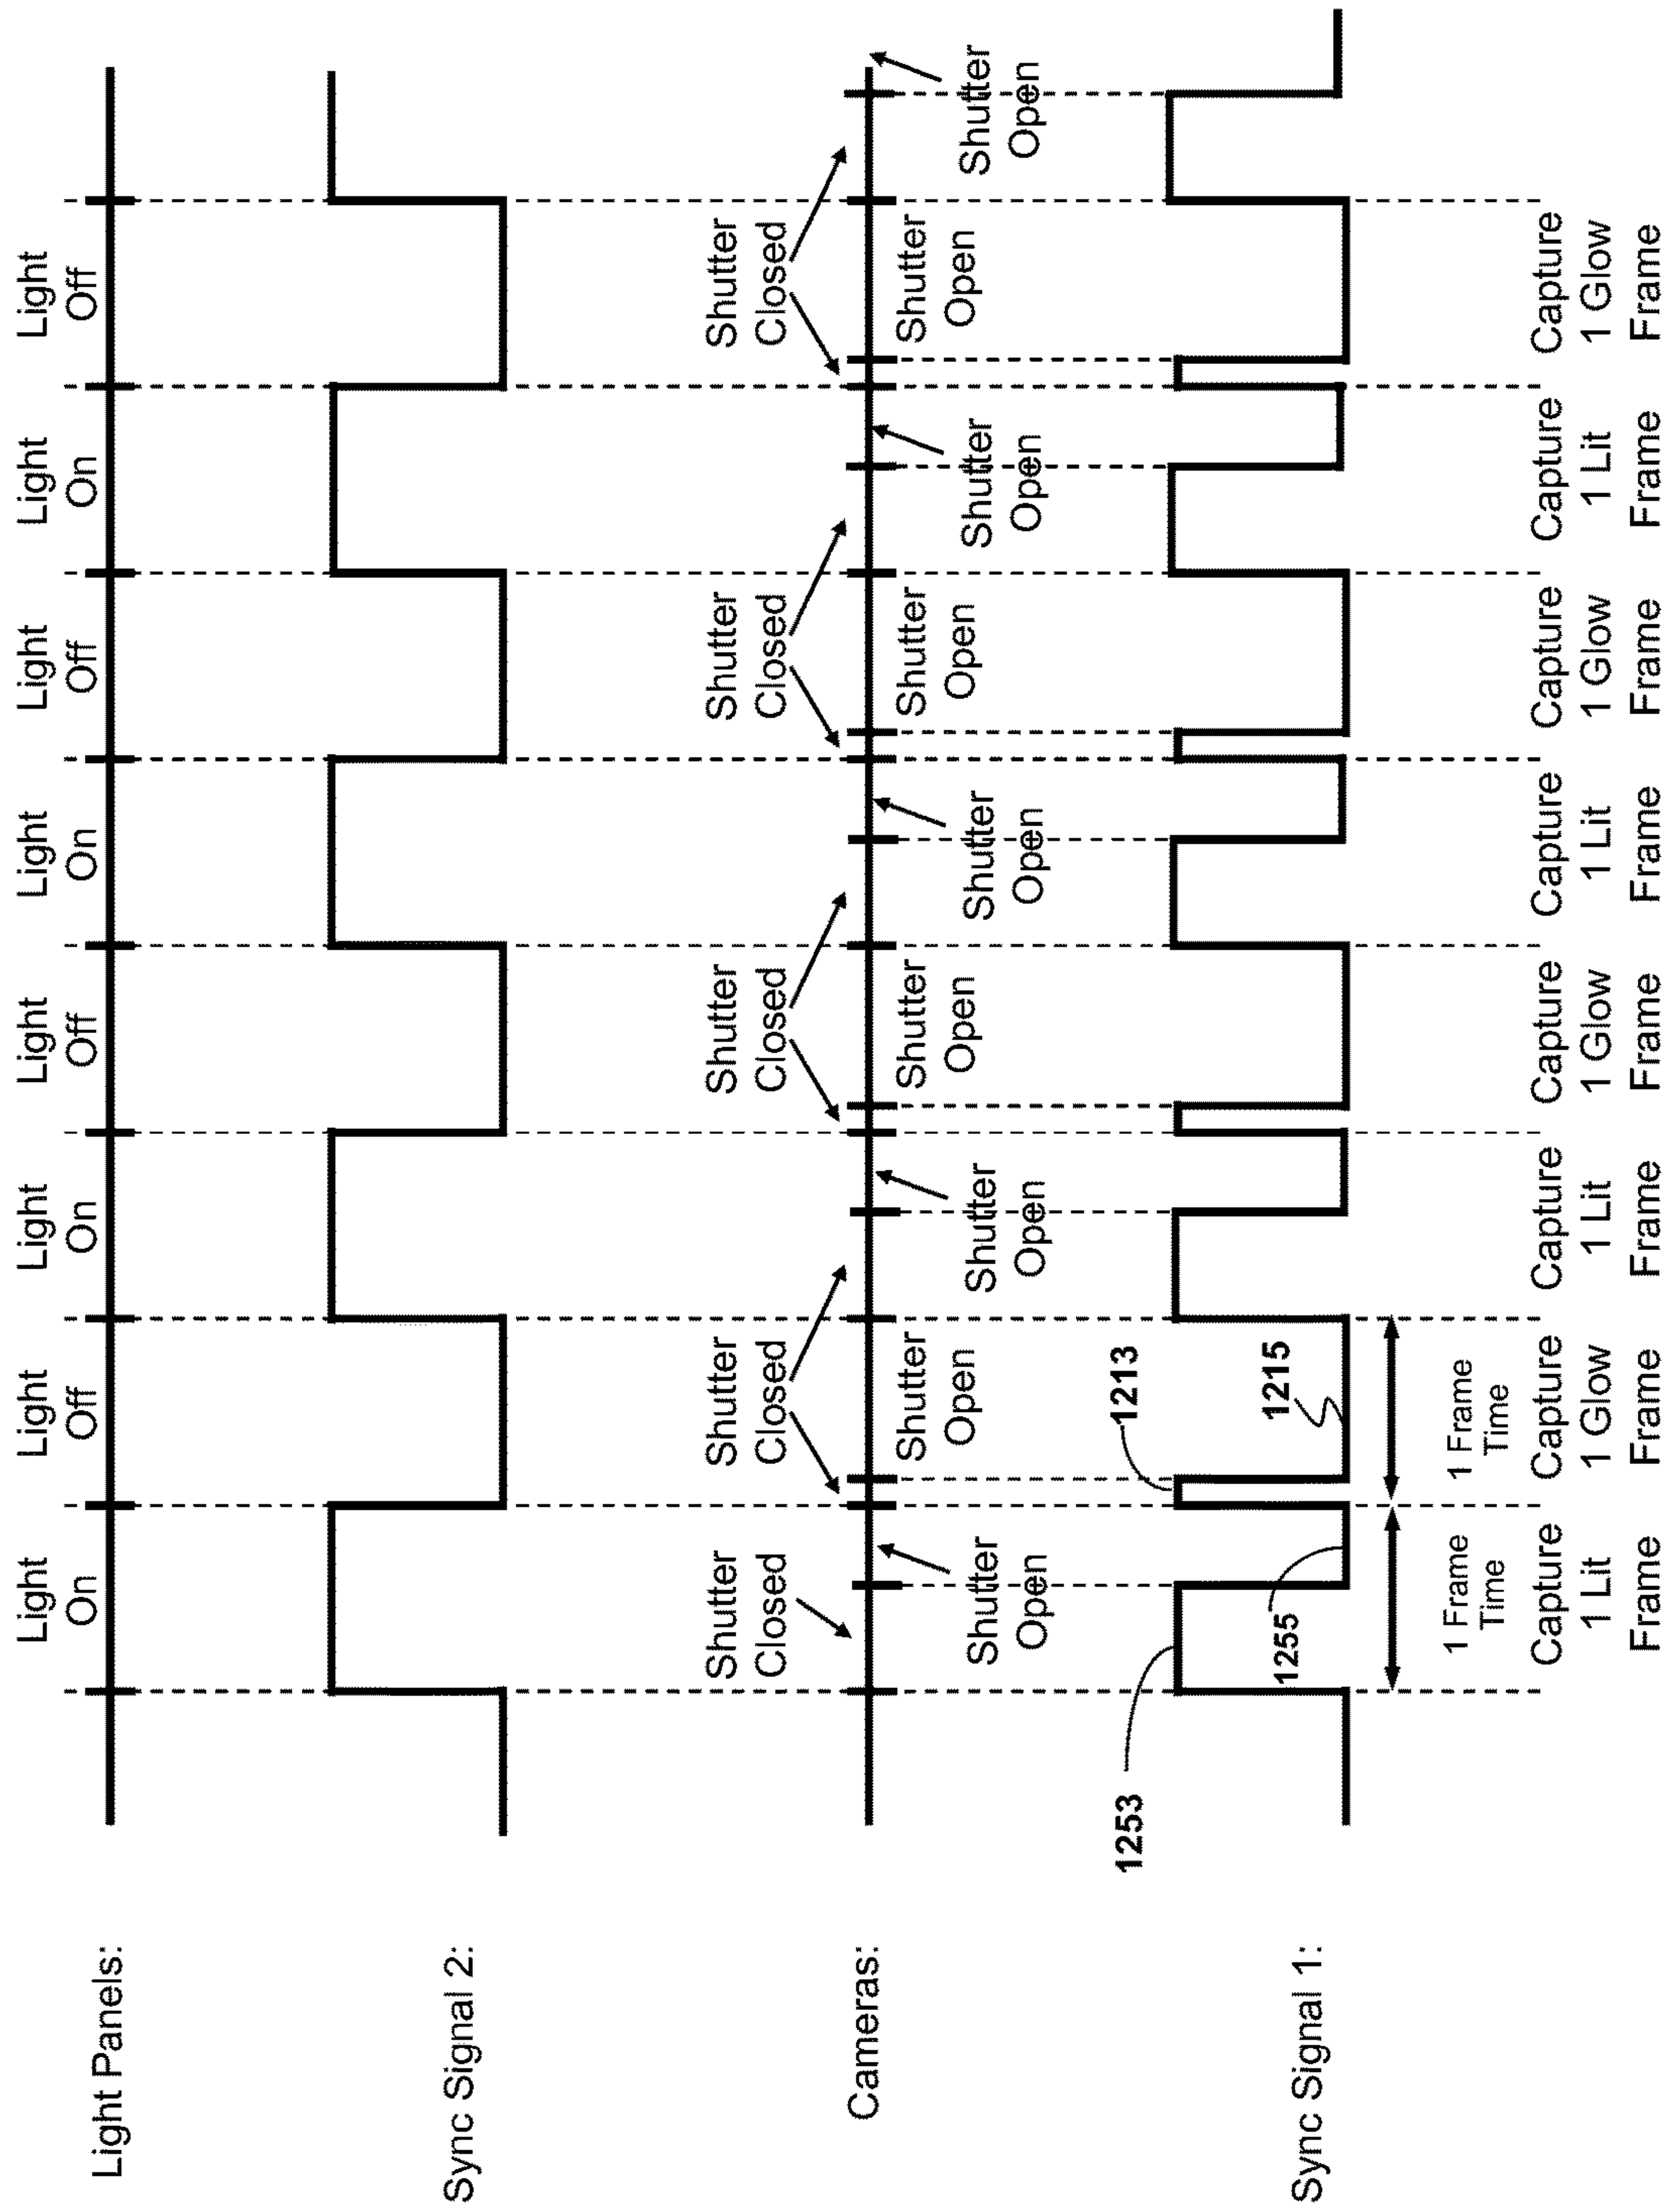 Light Panels:
Light
On
Light
Off
Light
On
Light
Off
Light
On
Light
Off
Light
On
Light
Off
Sync Signal 2:
Cameras:
Shutter
Closed
Shutter
Closed
Shutter
Closed
Shutter
Closed
Shutter
Closed
Shutter
Open
Shutter
Open
Shutter
Open
Shutter
Open
Shutter
Open
Shutter
Open
Shutter
Open
Shutter
Open
Shutter
Open
Sync Signal 1:
1253
1213
1255
1215
1 Frame
Time
1 Frame
Time
Capture
1 Lit
Frame
Capture
1 Glow
Frame
Capture
1 Lit
Frame
Capture
1 Glow
Frame
Capture
1 Lit
Frame
Capture
1 Glow
Frame
Capture
1 Lit
Frame
Capture
1 Glow
Frame